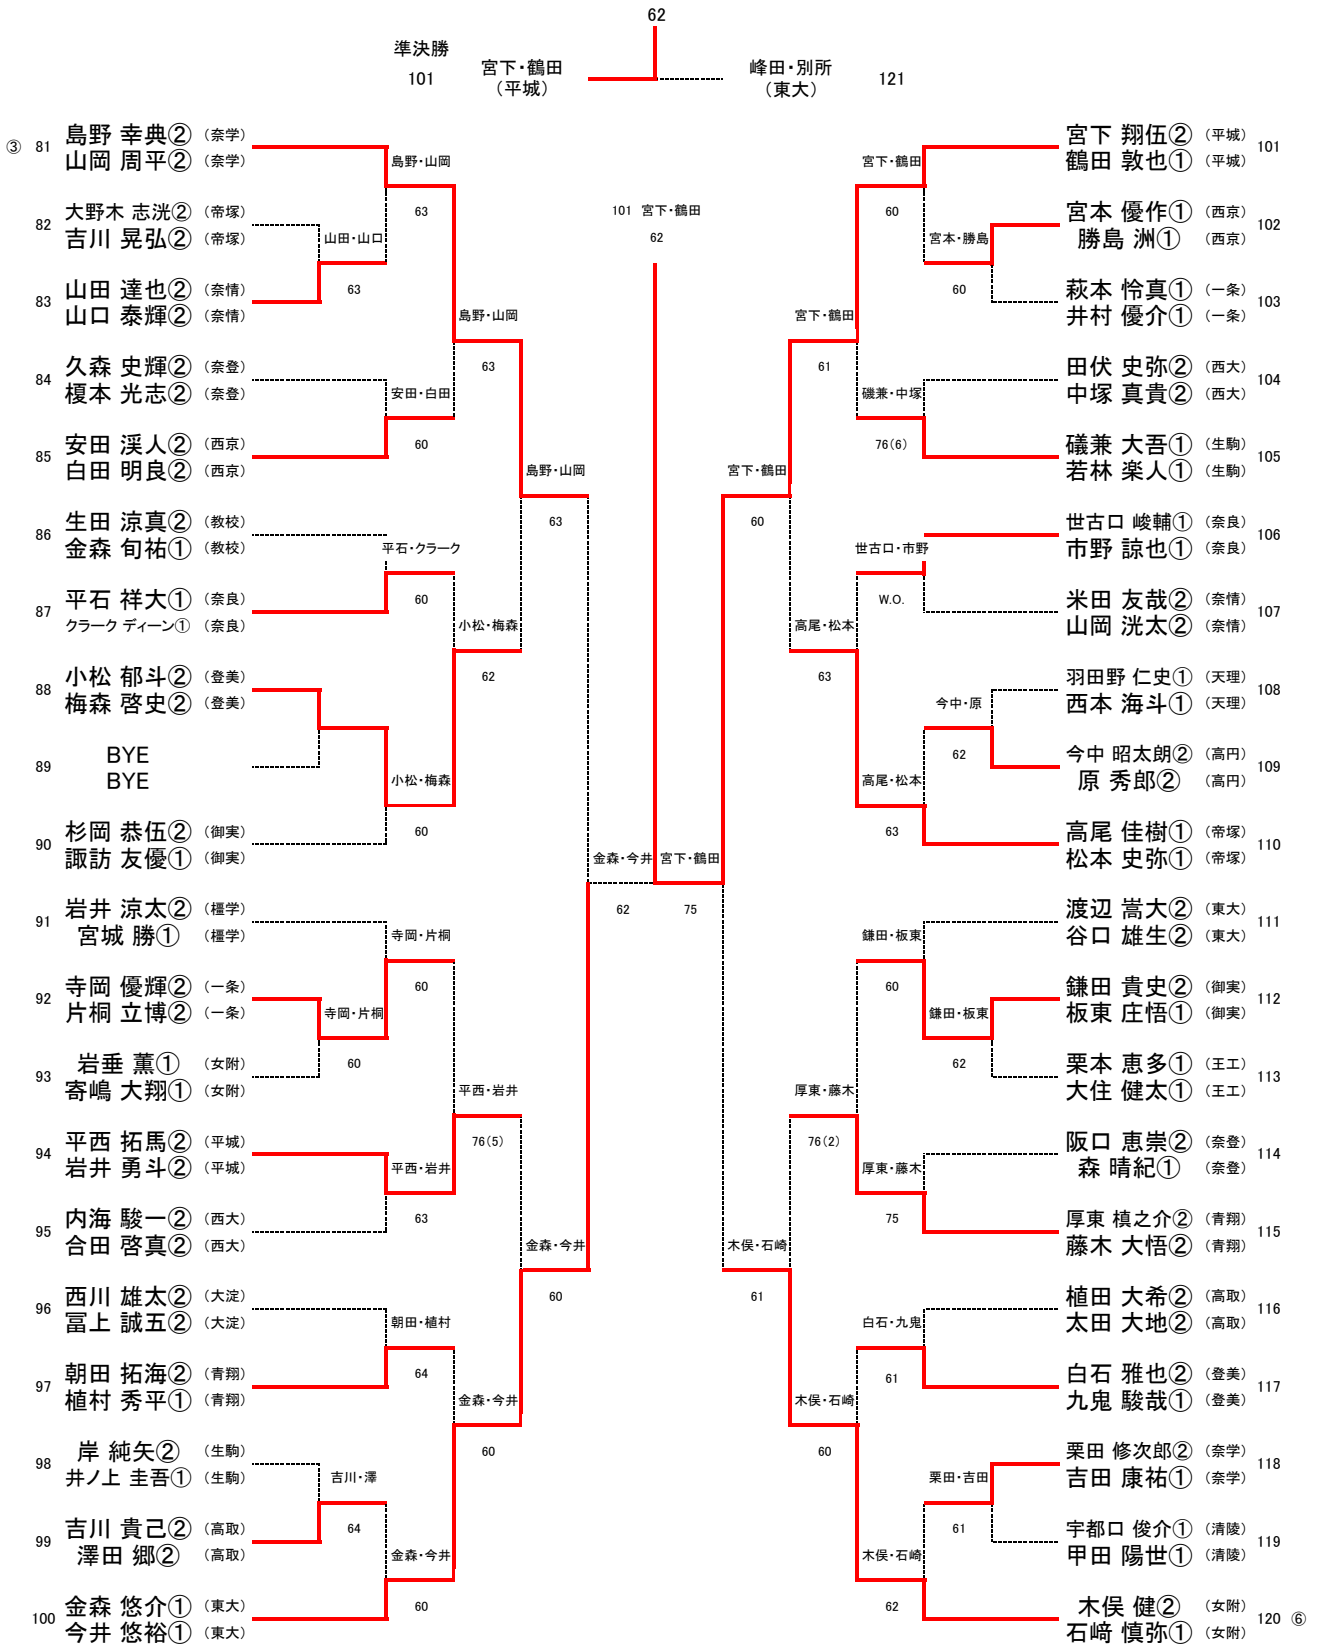 62
準決勝
101 宮下・鶴田 (平城)
峰田・別所 (東大) 121
③ 81 島野 幸典② (奈学)
山岡 周平② (奈学)
島野・山岡
63
82 大野木 志洸② (帝塚)
吉川 晃弘② (帝塚)
山田・山口
63
83 山田 達也② (奈情)
山口 泰輝② (奈情)
島野・山岡
63
84 久森 史輝② (奈登)
榎本 光志② (奈登)
安田・白田
60
85 安田 渓人② (西京)
白田 明良② (西京)
島野・山岡
63
86 生田 涼真② (教校)
金森 旬祐① (教校)
平石・クラーク
60
87 平石 祥大① (奈良)
クラーク ディーン① (奈良)
小松・梅森
62
88 小松 郁斗② (登美)
梅森 啓史② (登美)
89 BYE
BYE
小松・梅森
60
90 杉岡 恭伍② (御実)
諏訪 友優① (御実)
金森・今井
62
91 岩井 涼太② (橿学)
宮城 勝① (橿学)
寺岡・片桐
60
92 寺岡 優輝② (一条)
片桐 立博② (一条)
寺岡・片桐
60
93 岩垂 薫① (女附)
寄嶋 大翔① (女附)
平西・岩井
76(5)
94 平西 拓馬② (平城)
岩井 勇斗② (平城)
平西・岩井
63
95 内海 駿一② (西大)
合田 啓真② (西大)
金森・今井
60
96 西川 雄太② (大淀)
冨上 誠五② (大淀)
朝田・植村
64
97 朝田 拓海② (青翔)
植村 秀平① (青翔)
金森・今井
60
98 岸 純矢② (生駒)
井ノ上 圭吾① (生駒)
吉川・澤
64
99 吉川 貴己② (高取)
澤田 郷② (高取)
金森・今井
60
100 金森 悠介① (東大)
今井 悠裕① (東大)
101 宮下・鶴田
62
宮下・鶴田
75
宮下 翔伍② (平城) 101
鶴田 敦也① (平城)
宮下・鶴田
60
宮本 優作① (西京) 102
勝島 洲① (西京)
宮本・勝島
60
萩本 怜真① (一条) 103
井村 優介① (一条)
宮下・鶴田
61
田伏 史弥② (西大) 104
中塚 真貴② (西大)
磯兼・中塚
76(6)
礒兼 大吾① (生駒) 105
若林 楽人① (生駒)
宮下・鶴田
60
世古口 峻輔① (奈良) 106
市野 諒也① (奈良)
世古口・市野
W.O.
米田 友哉② (奈情) 107
山岡 洸太② (奈情)
高尾・松本
63
羽田野 仁史① (天理) 108
西本 海斗① (天理)
今中・原
62
今中 昭太朗② (高円) 109
原 秀郎② (高円)
高尾・松本
63
高尾 佳樹① (帝塚) 110
松本 史弥① (帝塚)
渡辺 嵩大② (東大) 111
谷口 雄生② (東大)
鎌田・板東
60
鎌田 貴史② (御実) 112
板東 庄悟① (御実)
鎌田・板東
62
栗本 恵多① (王工) 113
大住 健太① (王工)
厚東・藤木
76(2)
阪口 恵崇② (奈登) 114
森 晴紀① (奈登)
厚東・藤木
75
厚東 槙之介② (青翔) 115
藤木 大悟② (青翔)
木俣・石崎
61
植田 大希② (高取) 116
太田 大地② (高取)
白石・九鬼
61
白石 雅也② (登美) 117
九鬼 駿哉① (登美)
木俣・石崎
60
栗田 修次郎② (奈学) 118
吉田 康祐① (奈学)
栗田・吉田
61
宇都口 俊介① (清陵) 119
甲田 陽世① (清陵)
木俣・石崎
62
木俣 健② (女附) 120 ⑥
石﨑 慎弥① (女附)